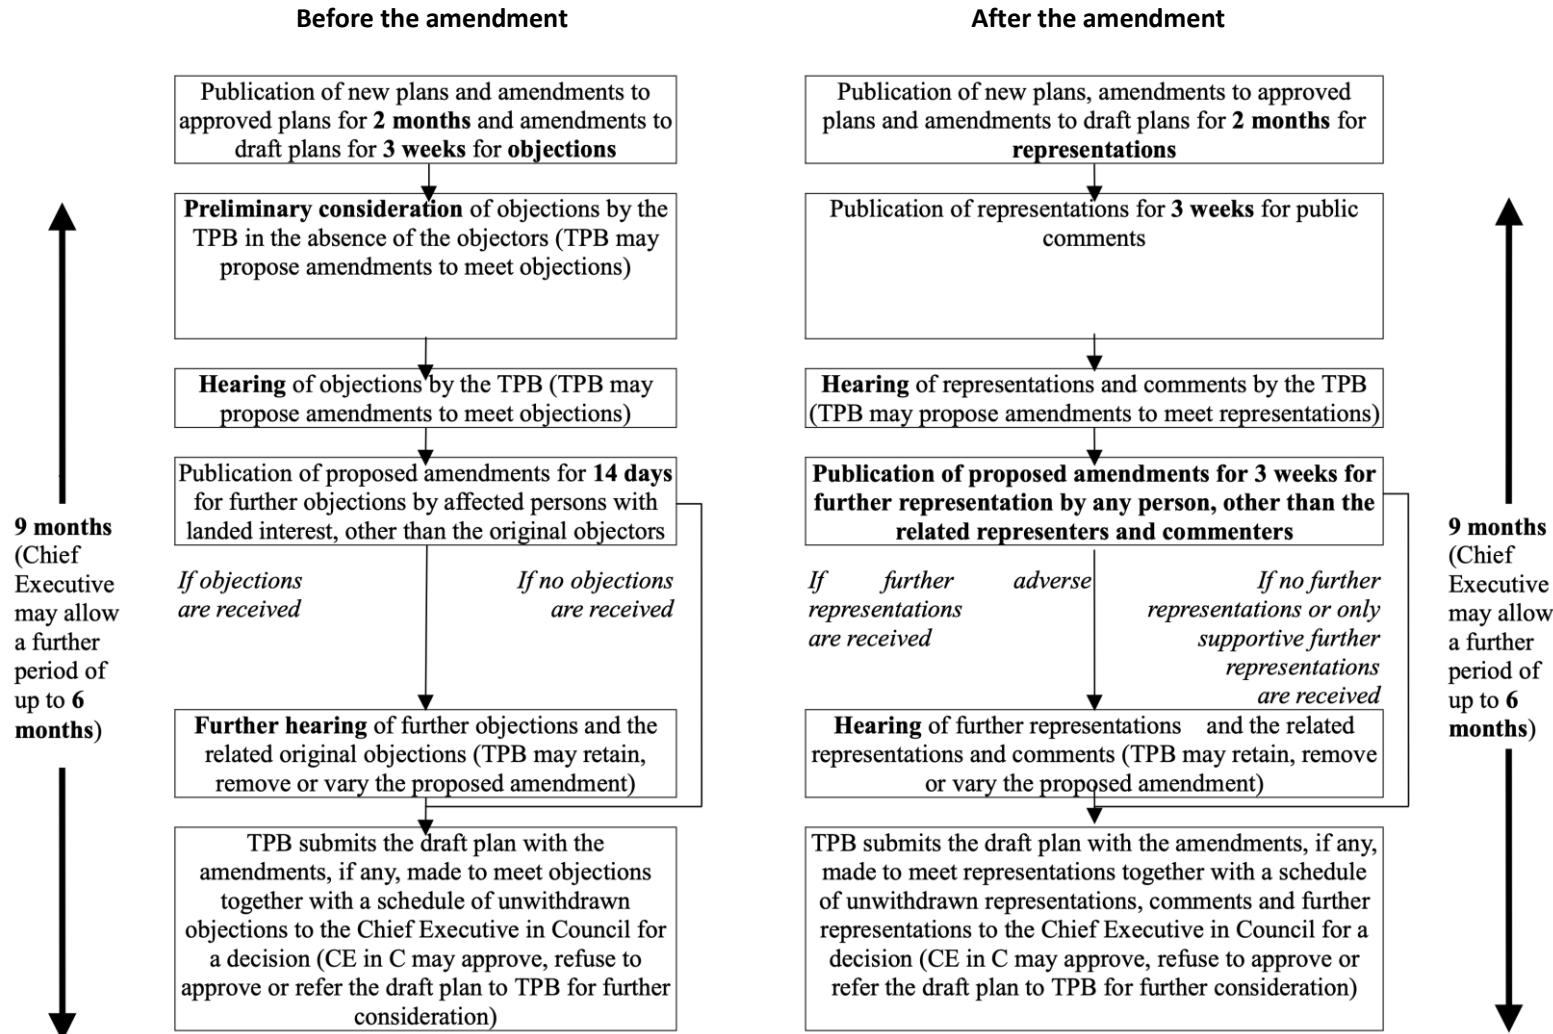 Before the amendment
Publication of new plans and amendments to
approved plans for 2 months and amendments to
draft plans for 3 weeks for objections
Preliminary consideration of objections by the
TPB in the absence of the objectors (TPB may
propose amendments to meet objections)
Hearing of objections by the TPB (TPB may
propose amendments to meet objections)
Publication of proposed amendments for 14 days
for further objections by affected persons with
landed interest, other than the original objectors
If objections
are received
If no objections
are received
Further hearing of further objections and the
related original objections (TPB may retain,
remove or vary the proposed amendment)
TPB submits the draft plan with the
amendments, if any, made to meet objections
together with a schedule of unwithdrawn
objections to the Chief Executive in Council for
a decision (CE in C may approve, refuse to
approve or refer the draft plan to TPB for further
consideration)
9 months
(Chief
Executive
may allow
a further
period of
up to 6
months)
After the amendment
Publication of new plans, amendments to approved
plans and amendments to draft plans for 2 months for
representations
Publication of representations for 3 weeks for public
comments
Hearing of representations and comments by the TPB
(TPB may propose amendments to meet representations)
Publication of proposed amendments for 3 weeks for
further representation by any person, other than the
related representers and commenters
If further adverse
representations
are received
If no further
representations or only
supportive further
representations
are received
Hearing of further representations and the related
representations and comments (TPB may retain, remove
or vary the proposed amendment)
TPB submits the draft plan with the amendments, if any,
made to meet representations together with a schedule
of unwithdrawn representations, comments and further
representations to the Chief Executive in Council for a
decision (CE in C may approve, refuse to approve or
refer the draft plan to TPB for further consideration)
9 months
(Chief
Executive
may allow
a further
period of
up to 6
months)